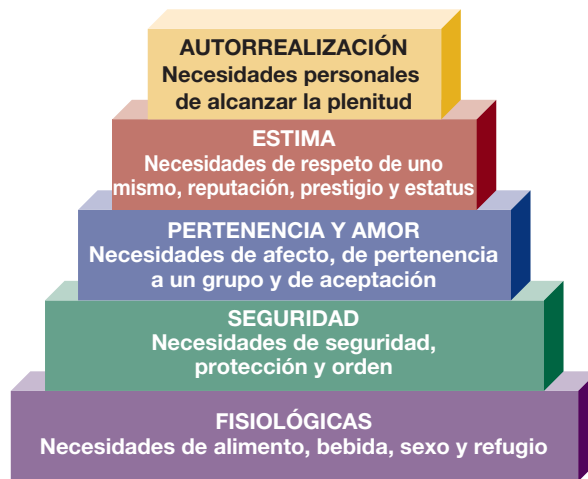 AUTORREALIZACIÓN
Necesidades personales
de alcanzar la plenitud
ESTIMA
Necesidades de respeto de uno
mismo, reputación, prestigio y estatus
PERTENENCIA Y AMOR
Necesidades de afecto, de pertenencia
a un grupo y de aceptación
SEGURIDAD
Necesidades de seguridad,
protección y orden
FISIOLÓGICAS
Necesidades de alimento, bebida, sexo y refugio